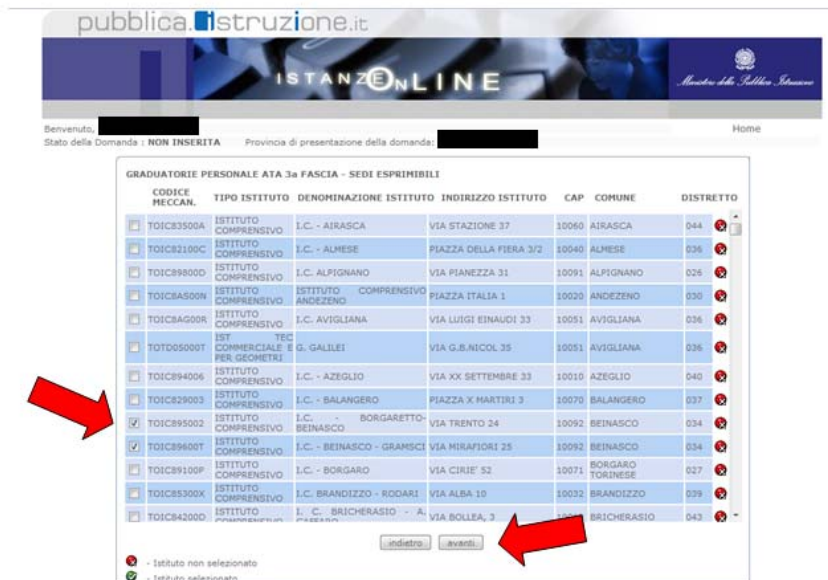 pubblica.istruzione.it
ISTANZE ONLINE
Ministero della Pubblica Istruzione
Benvenuto,
Home
Stato della Domanda : NON INSERITA Provincia di presentazione della domanda:
GRADUATORIE PERSONALE ATA 3a FASCIA - SEDI ESPRIMIBILI
CODICE MECCAN. TIPO ISTITUTO DENOMINAZIONE ISTITUTO INDIRIZZO ISTITUTO CAP COMUNE DISTRETTO
TOIC83500A ISTITUTO COMPRENSIVO I.C. - AIRASCA VIA STAZIONE 37 10060 AIRASCA 044
TOIC82100C ISTITUTO COMPRENSIVO I.C. - ALMESE PIAZZA DELLA FIERA 3/2 10040 ALMESE 036
TOIC89800D ISTITUTO COMPRENSIVO I.C. ALPIGNANO VIA PIANEZZA 31 10091 ALPIGNANO 026
TOIC8AS00N ISTITUTO COMPRENSIVO ISTITUTO COMPRENSIVO ANDEZENO PIAZZA ITALIA 1 10020 ANDEZENO 030
TOIC8AG00R ISTITUTO COMPRENSIVO I.C. AVIGLIANA VIA LUIGI EINAUDI 33 10051 AVIGLIANA 036
TOTD05000T IST TEC COMMERCIALE E PER GEOMETRI G. GALILEI VIA G.B.NICOL 35 10051 AVIGLIANA 036
TOIC894006 ISTITUTO COMPRENSIVO I.C. - AZEGLIO VIA XX SETTEMBRE 33 10010 AZEGLIO 040
TOIC829003 ISTITUTO COMPRENSIVO I.C. - BALANGERO PIAZZA X MARTIRI 3 10070 BALANGERO 037
TOIC895002 ISTITUTO COMPRENSIVO I.C. - BORGARETTO-BEINASCO VIA TRENTO 24 10092 BEINASCO 034
TOIC89600T ISTITUTO COMPRENSIVO I.C. - BEINASCO - GRAMSCI VIA MIRAFIORI 25 10092 BEINASCO 034
TOIC89100P ISTITUTO COMPRENSIVO I.C. - BORGARO VIA CIRIE' 52 10071 BORGARO TORINESE 027
TOIC85300X ISTITUTO COMPRENSIVO I.C. BRANDIZZO - RODARI VIA ALBA 10 10032 BRANDIZZO 039
TOIC84200D ISTITUTO COMPRENSIVO I. C. BRICHERASIO - A. VIA BOLLEA, 3 BRICHERASIO 043
indietro avanti
- Istituto non selezionato
- Istituto selezionato